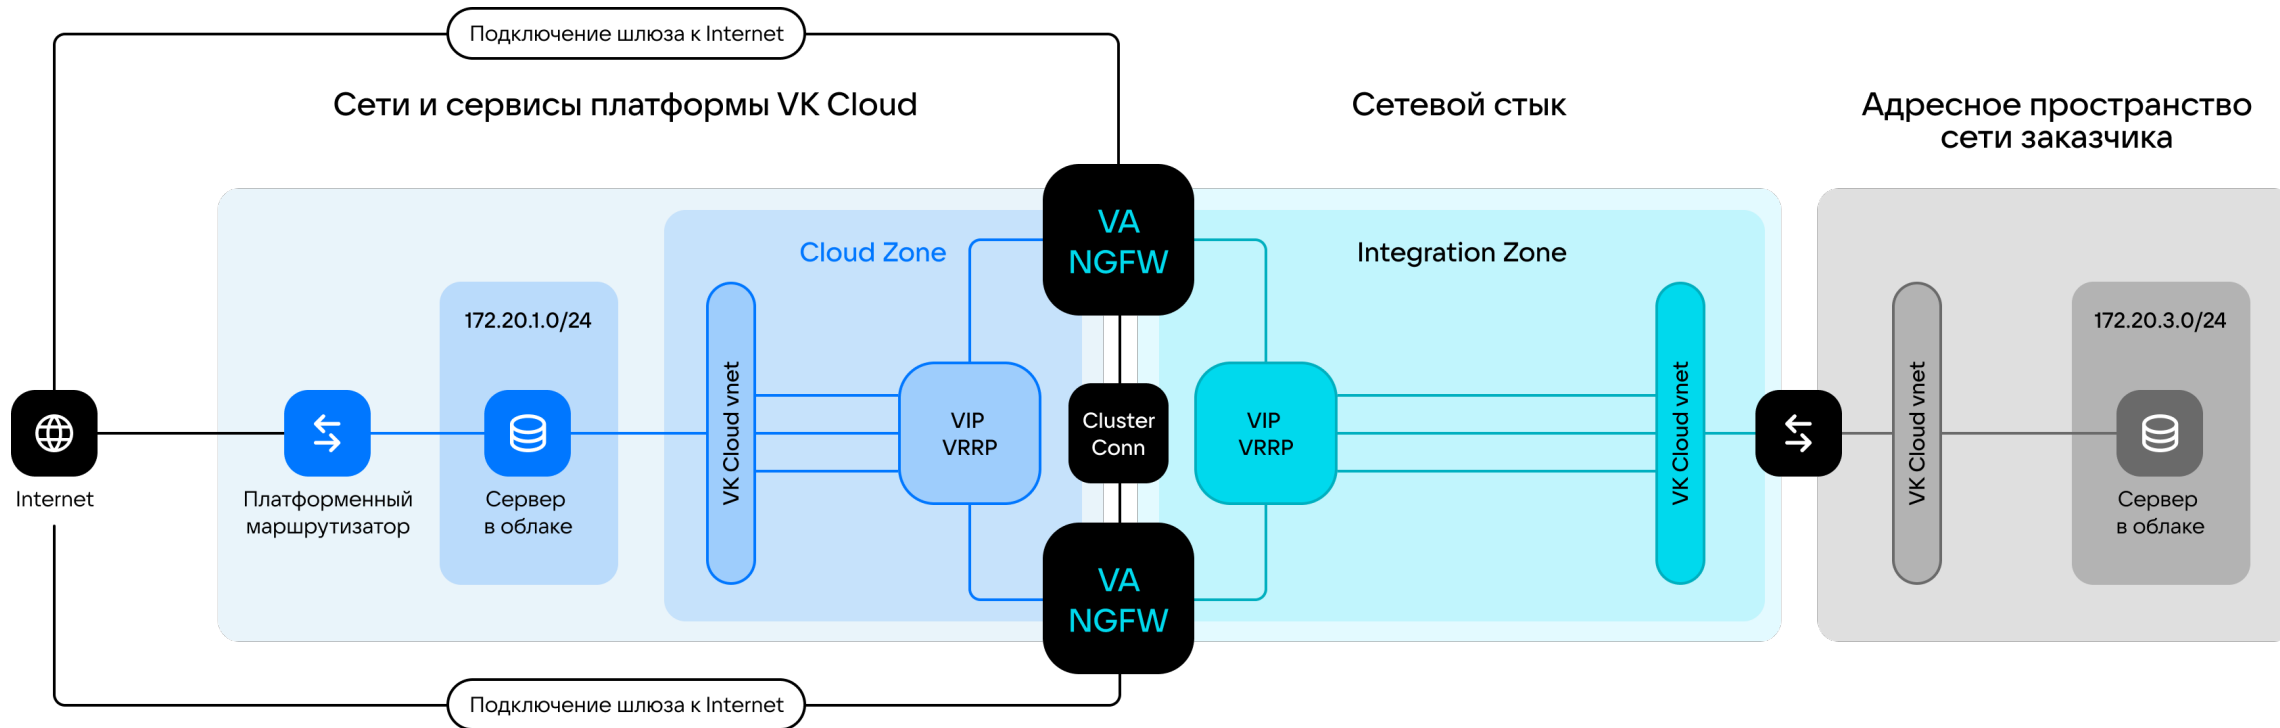 Подключение шлюза к Internet
Сети и сервисы платформы VK Cloud
Сетевой стык
Адресное пространство
сети заказчика
VA
NGFW
Cloud Zone
Integration Zone
172.20.1.0/24
172.20.3.0/24
Internet
Платформенный
маршрутизатор
Сервер
в облаке
VK Cloud vnet
VIP
VRRP
Cluster
Conn
VIP
VRRP
VK Cloud vnet
VK Cloud vnet
Сервер
в облаке
VA
NGFW
Подключение шлюза к Internet